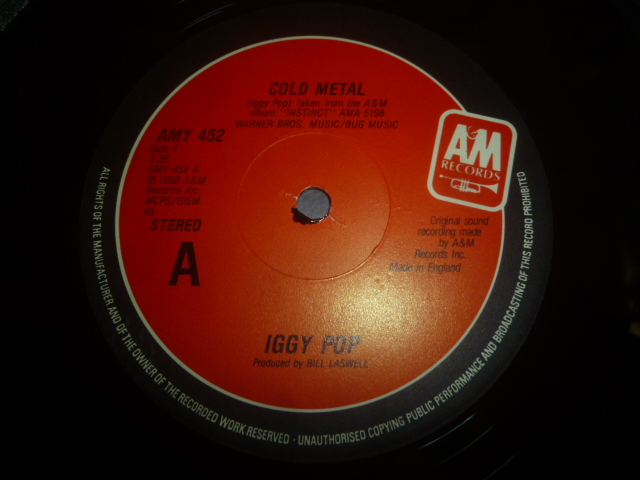 COLD METAL
(Iggy Pop) Taken from the A&M
album "INSTINCT" AMA 5198
WARNER BROS. MUSIC/BUG MUSIC
AMY 452
Side 1
AMY 452 A
℗ 1988 A&M
Records Inc.
MCPS/BIEM
45
STEREO
A
A&M
RECORDS
Original sound
recording made
by A&M
Records Inc.
Made in England
IGGY POP
Produced by BILL LASWELL
ALL RIGHTS OF THE MANUFACTURER AND OF THE OWNER OF THE RECORDED WORK RESERVED · UNAUTHORISED COPYING PUBLIC PERFORMANCE AND BROADCASTING OF THIS RECORD PROHIBITED